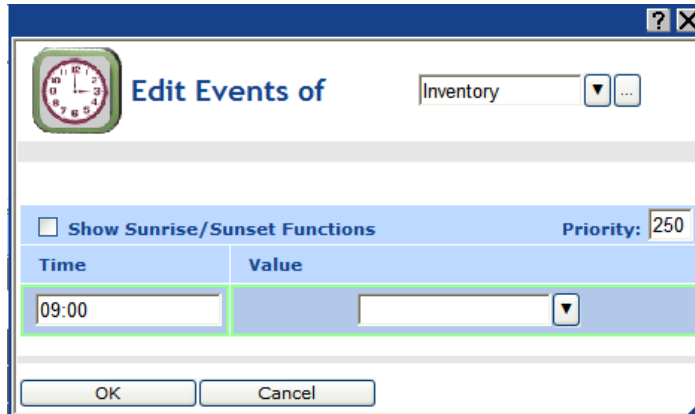 ?
Edit Events of Inventory ...
Show Sunrise/Sunset Functions Priority: 250
Time Value
09:00
OK Cancel